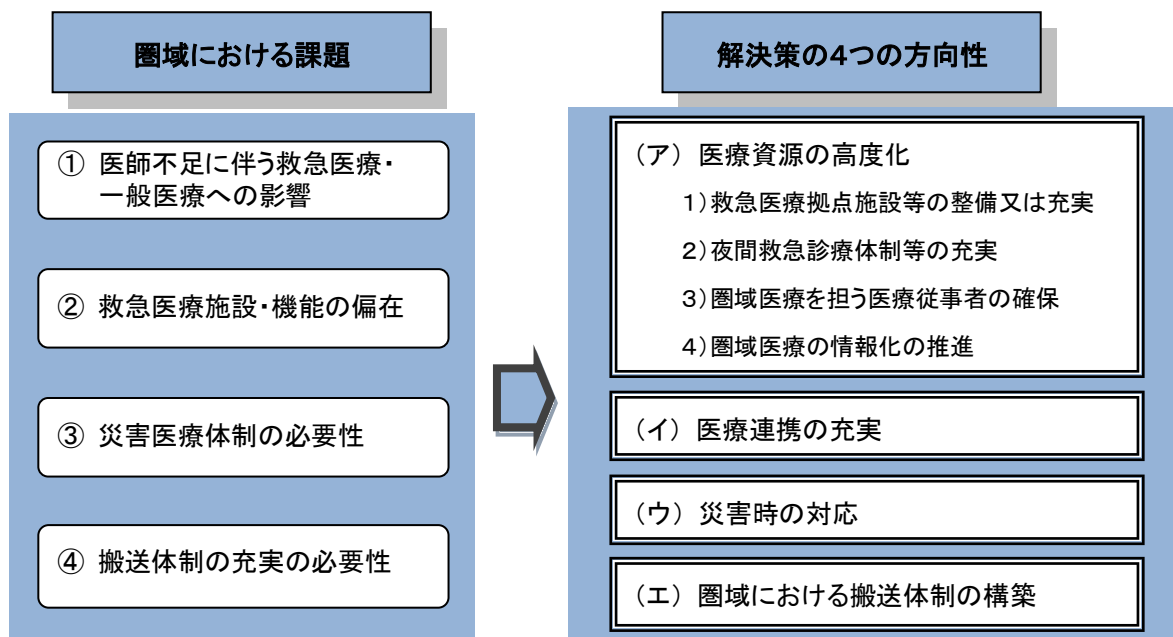 圏域における課題
① 医師不足に伴う救急医療・
一般医療への影響
② 救急医療施設・機能の偏在
③ 災害医療体制の必要性
④ 搬送体制の充実の必要性
解決策の4つの方向性
（ア） 医療資源の高度化
1）救急医療拠点施設等の整備又は充実
2）夜間救急診療体制等の充実
3）圏域医療を担う医療従事者の確保
4）圏域医療の情報化の推進
（イ） 医療連携の充実
（ウ） 災害時の対応
（エ） 圏域における搬送体制の構築